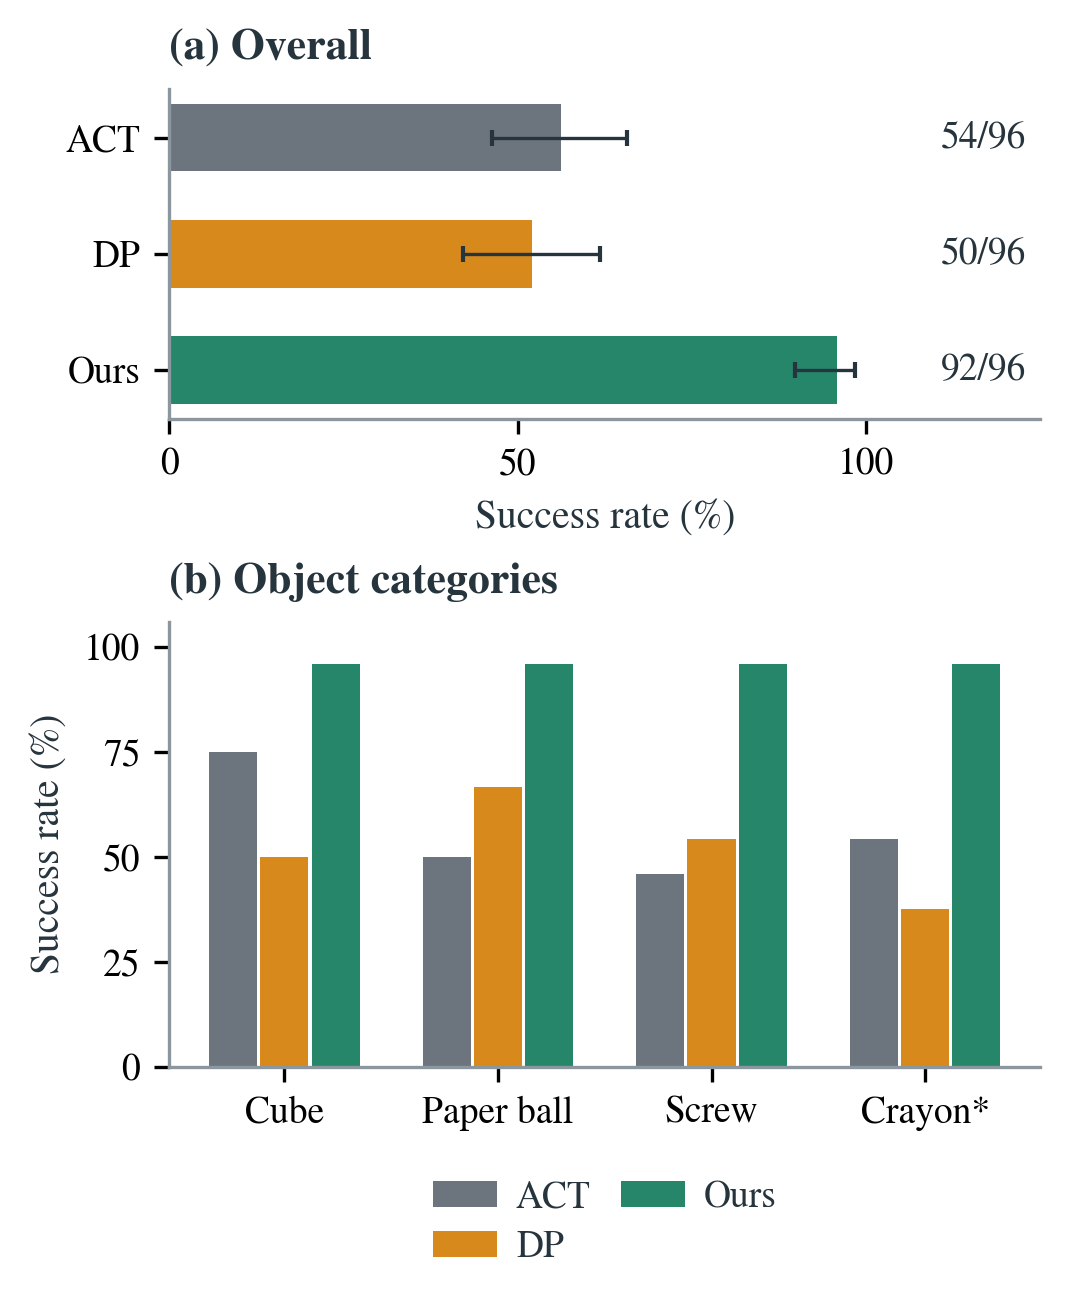 (a) Overall
ACT
54/96
DP
50/96
Ours
92/96
0 50 100
Success rate (%)
(b) Object categories
Success rate (%)
100
75
50
25
0
Cube Paper ball Screw Crayon*
ACT Ours
DP